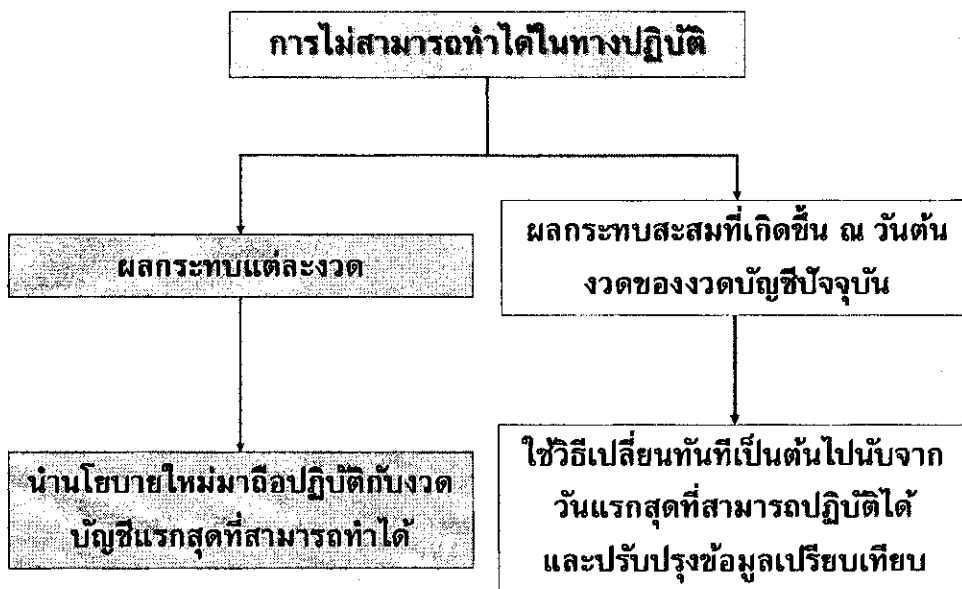 การไม่สามารถทำได้ในทางปฏิบัติ
ผลกระทบแต่ละงวด
นำนโยบายใหม่มาถือปฏิบัติกับงวด
บัญชีแรกสุดที่สามารถทำได้
ผลกระทบสะสมที่เกิดขึ้น ณ วันต้น
งวดของงวดบัญชีปัจจุบัน
ใช้วิธีเปลี่ยนทันทีเป็นต้นไปนับจาก
วันแรกสุดที่สามารถปฏิบัติได้
และปรับปรุงข้อมูลเปรียบเทียบ